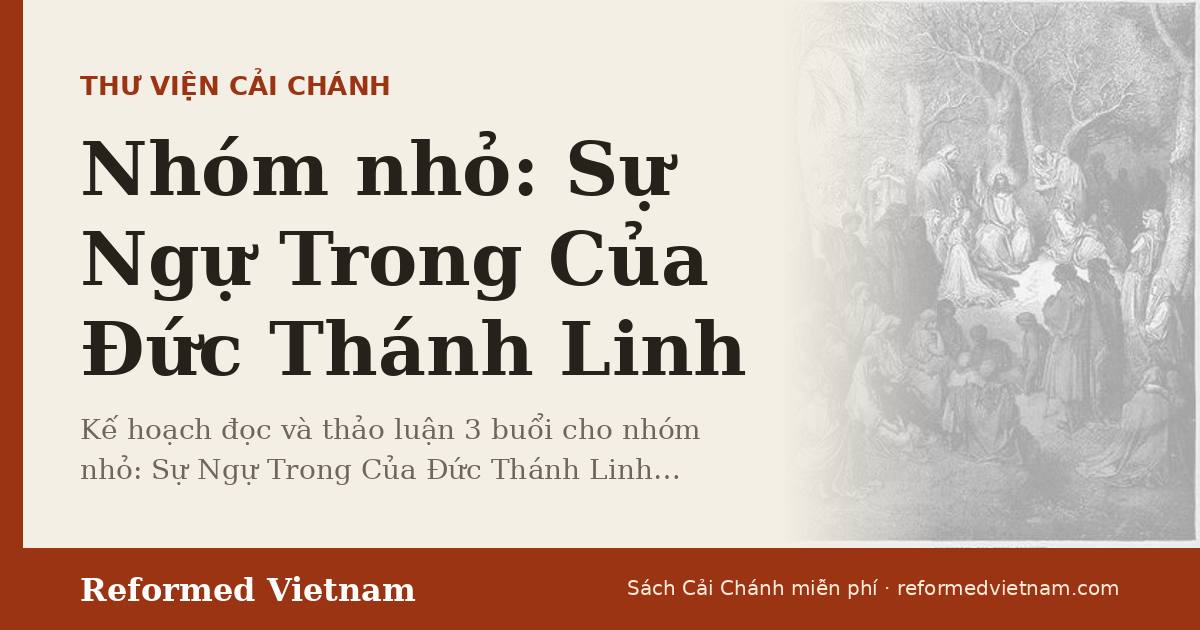 THƯ VIỆN CẢI CHÁNH
Nhóm nhỏ: Sự
Ngự Trong Của
Đức Thánh Linh
Kế hoạch đọc và thảo luận 3 buổi cho nhóm
nhỏ: Sự Ngự Trong Của Đức Thánh Linh...
Reformed Vietnam
Sách Cải Chánh miễn phí · reformedvietnam.com